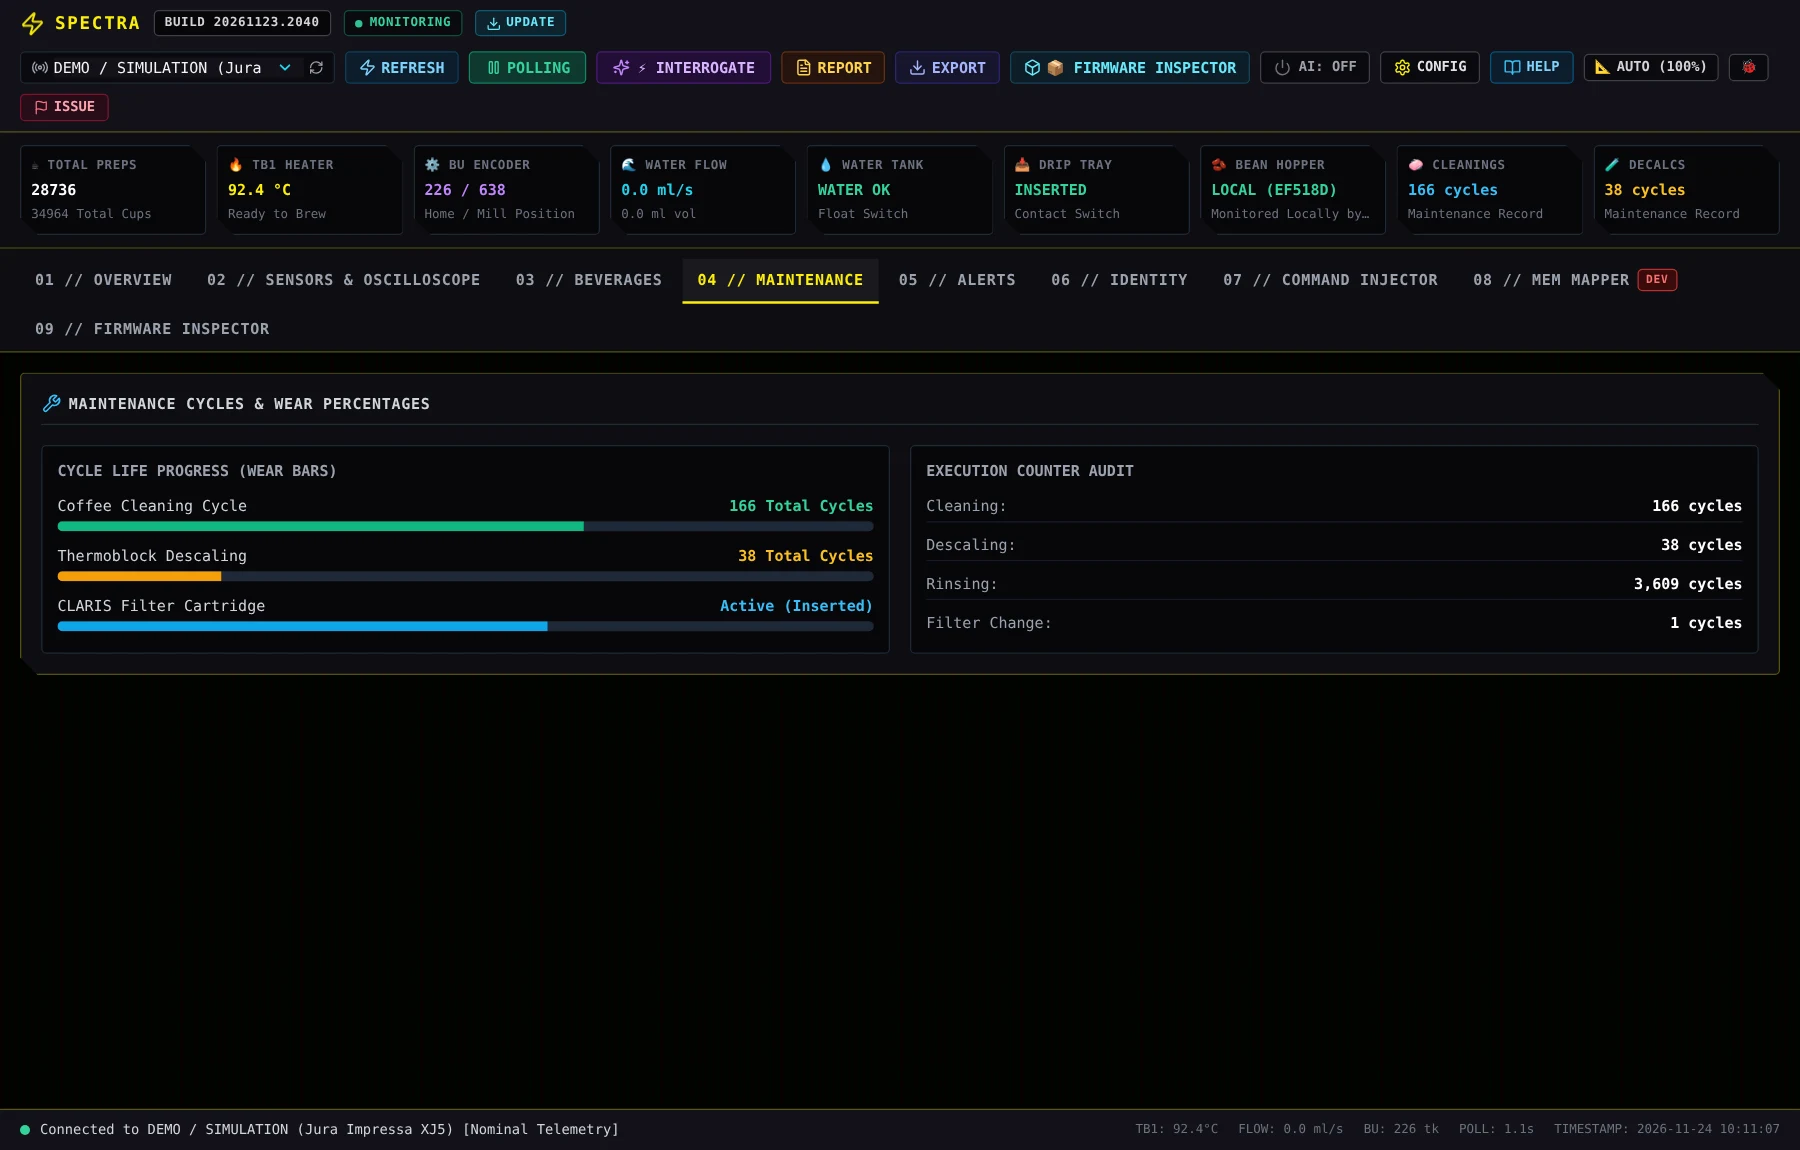 SPECTRA BUILD 20261123.2040 MONITORING UPDATE
DEMO / SIMULATION (Jura REFRESH POLLING ⚡ INTERROGATE REPORT EXPORT FIRMWARE INSPECTOR AI: OFF CONFIG HELP AUTO (100%)
ISSUE
TOTAL PREPS
28736
34964 Total Cups
TB1 HEATER
92.4 °C
Ready to Brew
BU ENCODER
226 / 638
Home / Mill Position
WATER FLOW
0.0 ml/s
0.0 ml vol
WATER TANK
WATER OK
Float Switch
DRIP TRAY
INSERTED
Contact Switch
BEAN HOPPER
LOCAL (EF518D)
Monitored Locally by…
CLEANINGS
166 cycles
Maintenance Record
DECALCS
38 cycles
Maintenance Record
01 // OVERVIEW 02 // SENSORS & OSCILLOSCOPE 03 // BEVERAGES 04 // MAINTENANCE 05 // ALERTS 06 // IDENTITY 07 // COMMAND INJECTOR 08 // MEM MAPPER DEV
09 // FIRMWARE INSPECTOR
MAINTENANCE CYCLES & WEAR PERCENTAGES
CYCLE LIFE PROGRESS (WEAR BARS)
Coffee Cleaning Cycle 166 Total Cycles
Thermoblock Descaling 38 Total Cycles
CLARIS Filter Cartridge Active (Inserted)
EXECUTION COUNTER AUDIT
Cleaning: 166 cycles
Descaling: 38 cycles
Rinsing: 3,609 cycles
Filter Change: 1 cycles
Connected to DEMO / SIMULATION (Jura Impressa XJ5) [Nominal Telemetry] TB1: 92.4°C FLOW: 0.0 ml/s BU: 226 tk POLL: 1.1s TIMESTAMP: 2026-11-24 10:11:07